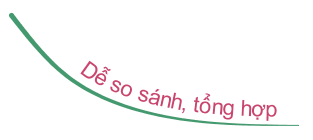 Dễ so sánh, tổng hợp